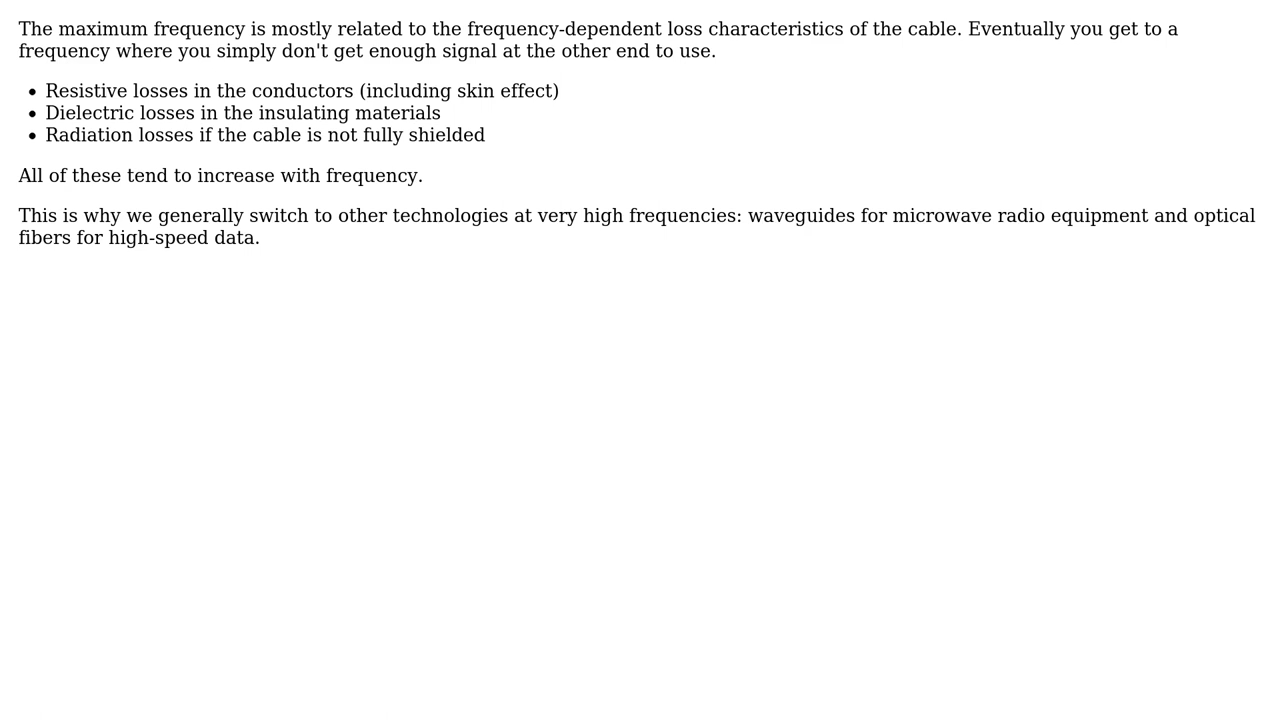 The maximum frequency is mostly related to the frequency-dependent loss characteristics of the cable. Eventually you get to a
frequency where you simply don't get enough signal at the other end to use.
• Resistive losses in the conductors (including skin effect)
• Dielectric losses in the insulating materials
• Radiation losses if the cable is not fully shielded
All of these tend to increase with frequency.
This is why we generally switch to other technologies at very high frequencies: waveguides for microwave radio equipment and optical
fibers for high-speed data.